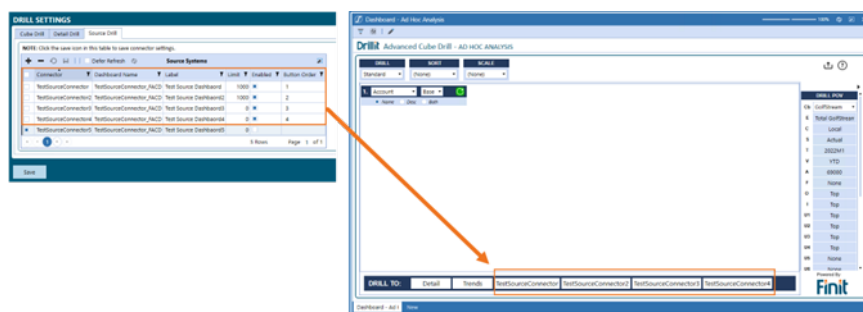 DRILL SETTINGS
Cube Drill Detail Drill Source Drill
NOTE: Click the save icon in this table to save connector settings.
Defer Refresh Source Systems
Connector Dashboard Name Label Limit Enabled Button Order
TestSourceConnector TestSourceConnector_FACD Test Source Dashboard 1000 1
TestSourceConnector2 TestSourceConnector_FACD Test Source Dashboard2 1000 2
TestSourceConnector3 TestSourceConnector_FACD Test Source Dashboard3 0 3
TestSourceConnector4 TestSourceConnector_FACD Test Source Dashboard4 0 4
TestSourceConnector5 TestSourceConnector_FACD Test Source Dashboard5 0
1 5 Rows Page 1 of 1
Save
Dashboard - Ad Hoc Analysis
100%
Drillit Advanced Cube Drill - AD HOC ANALYSIS
DRILL SORT SCALE
Standard (None) (None)
1. Account Base
None Disc Both
DRILL POV
Cb GolfStream
E Total GolfStream
C Local
S Actual
T 2022M1
V YTD
A 69000
F None
O Top
I Top
U1 Top
U2 Top
U3 Top
U4 Top
U5 None
U6 None
Powered By
Finit
DRILL TO: Detail Trends TestSourceConnector TestSourceConnector2 TestSourceConnector3 TestSourceConnector4
Dashboard - Ad I New